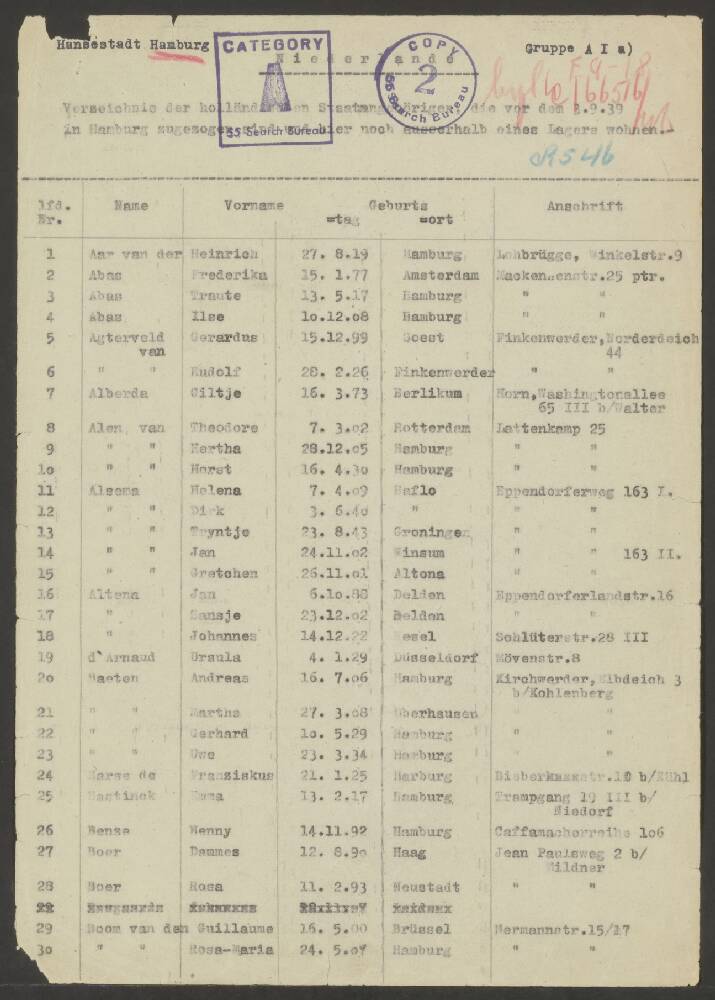 Hansestadt Hamburg
CATEGORY
A
55 Search Bureau
COPY
2
55 Search Bureau
Gruppe A I a)
Niederlande
Verzeichnis der holländischen Staatsangehörigen, die vor dem 2.9.39
in Hamburg zugezogen sind und hier noch ausserhalb eines Lagers wohnen.
R546
lfd. Nr. Name Vorname Geburts =tag =ort Anschrift
1 Aar van der Heinrich 27. 8.19 Hamburg Lohbrügge, Winkelstr.9
2 Abas Frederika 15. 1.77 Amsterdam Mackensenstr.25 ptr.
3 Abas Traute 13. 5.17 Hamburg " "
4 Abas Ilse 10.12.08 Hamburg " "
5 Agterveld Gerardus 15.12.99 Soest Finkenwerder, Norderdeich
van 44
6 " " Rudolf 28. 2.26 Finkenwerder " "
7 Alberda Giltje 16. 3.73 Berlikum Horn, Washingtonallee
65 III b/Walter
8 Alen van Theodore 7. 3.02 Rotterdam Lattenkamp 25
9 " " Hertha 28.12.05 Hamburg " "
10 " " Horst 16. 4.30 Hamburg " "
11 Alsema Helena 7. 4.09 Eppendorferweg 163 I.
12 " " Dirk 3. 6.40 " " "
13 " " Tryntje 23. 8.43 Groningen " "
14 " " Jan 24.11.02 Winsum " " 163 II.
15 " " Gretchen 26.11.01 Altona " "
16 Altena Jan 6.10.88 Delden Eppendorferlandstr.16
17 " Sansje 23.12.02 Belden " "
18 " Johannes 14.12.22 Wesel Schlüterstr.28 III
19 d`Arnaud Ursula 4. 1.29 Düsseldorf Mövenstr.8
20 Baeten Andreas 16. 7.06 Hamburg Kirchwerder, Elbdeich 3
b/Kohlenberg
21 " " Martha 27. 3.08 Oberhausen " "
22 " " Gerhard 10. 5.29 Hamburg " "
23 " " Uwe 23. 3.34 Hamburg " "
24 Barse de Franziskus 21. 1.25 Harburg b/Kühl
25 Bastinck Emma 13. 2.17 Hamburg Trampgang 19 III b/
Niedorf
26 Bense Henny 14.11.92 Hamburg Caffamacherreihe 106
27 Boer Dammes 12. 8.90 Haag Jean Paulsweg 2 b/
Wildner
28 Boer Rosa 11. 2.93 Neustadt " "
29 Boom van den Guillaume 16. 5.00 Brüssel Hermannstr.15/17
30 " " Rosa-Maria 24. 5.07 Hamburg " "